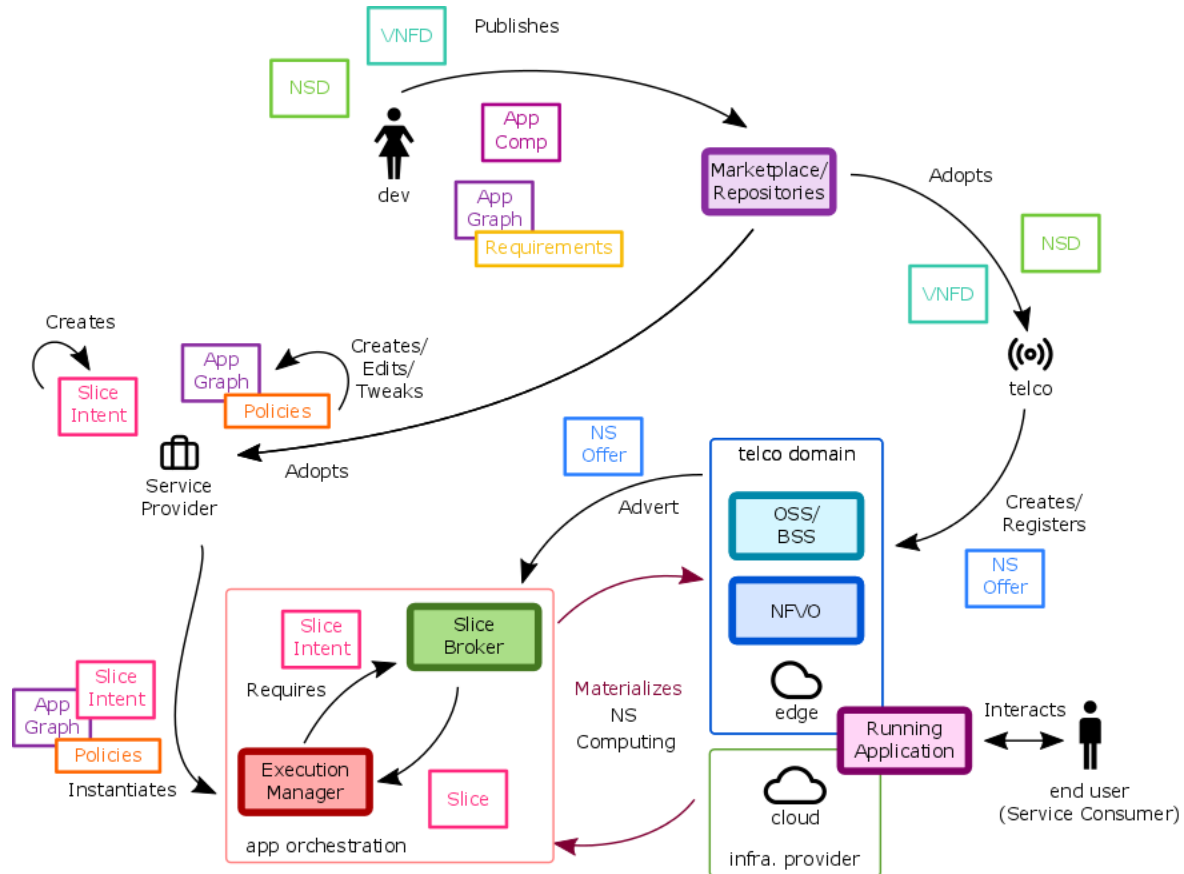 VNFD
Publishes
NSD
App
Comp
dev
Marketplace/
Repositories
Adopts
App
Graph
Requirements
NSD
VNFD
Creates
Slice
Intent
App
Graph
Policies
Creates/
Edits/
Tweaks
telco
Service
Provider
Adopts
NS
Offer
Advert
telco domain
OSS/
BSS
Creates/
Registers
NS
Offer
NFVO
edge
Slice
Intent
Slice
Broker
Requires
Execution
Manager
Slice
app orchestration
Slice
Intent
App
Graph
Policies
Instantiates
Materializes
NS
Computing
Running
Application
Interacts
end user
(Service Consumer)
cloud
infra. provider